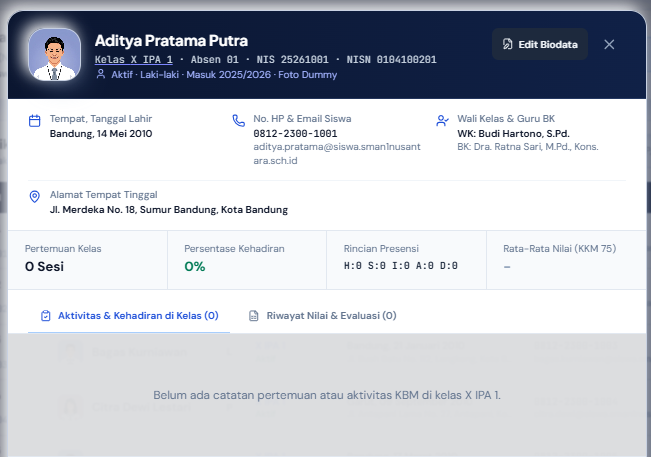 Aditya Pratama Putra
Kelas X IPA 1 · Absen 01 · NIS 25261001 · NISN 0104100201
Aktif · Laki-laki · Masuk 2025/2026 · Foto Dummy
Edit Biodata
Tempat, Tanggal Lahir
Bandung, 14 Mei 2010
No. HP & Email Siswa
0812-2300-1001
aditya.pratama@siswa.sman1nusant
ara.sch.id
Wali Kelas & Guru BK
WK: Budi Hartono, S.Pd.
BK: Dra. Ratna Sari, M.Pd., Kons.
Alamat Tempat Tinggal
Jl. Merdeka No. 18, Sumur Bandung, Kota Bandung
Pertemuan Kelas
0 Sesi
Persentase Kehadiran
0%
Rincian Presensi
H:0 S:0 I:0 A:0 D:0
Rata-Rata Nilai (KKM 75)
–
Aktivitas & Kehadiran di Kelas (0)
Riwayat Nilai & Evaluasi (0)
Belum ada catatan pertemuan atau aktivitas KBM di kelas X IPA 1.